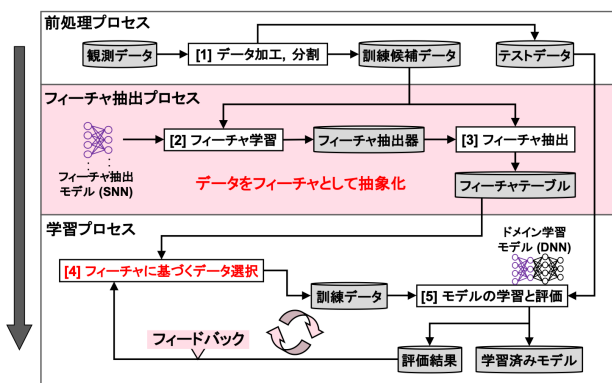 前処理プロセス
観測データ
[1] データ加工, 分割
訓練候補データ
テストデータ
フィーチャ抽出プロセス
[2] フィーチャ学習
フィーチャ抽出器
[3] フィーチャ抽出
フィーチャ抽出
モデル (SNN)
データをフィーチャとして抽象化
フィーチャテーブル
学習プロセス
ドメイン学習
モデル (DNN)
[4] フィーチャに基づくデータ選択
訓練データ
[5] モデルの学習と評価
フィードバック
評価結果
学習済みモデル